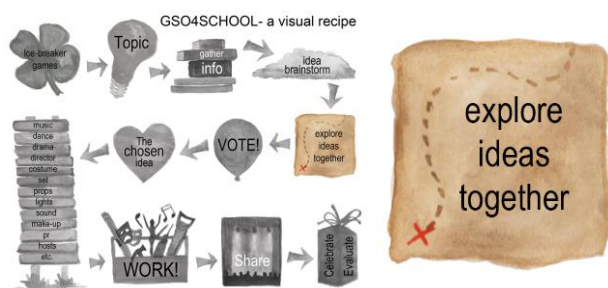 GSO4SCHOOL- a visual recipe
Ice-breaker
games
Topic
gather
info
idea
brainstorm
explore
ideas
together
VOTE!
The
chosen
idea
music
dance
drama
director
costume
set
props
lights
sound
make-up
pr
hosts
etc.
WORK!
Share
Celebrate
Evaluate
explore
ideas
together